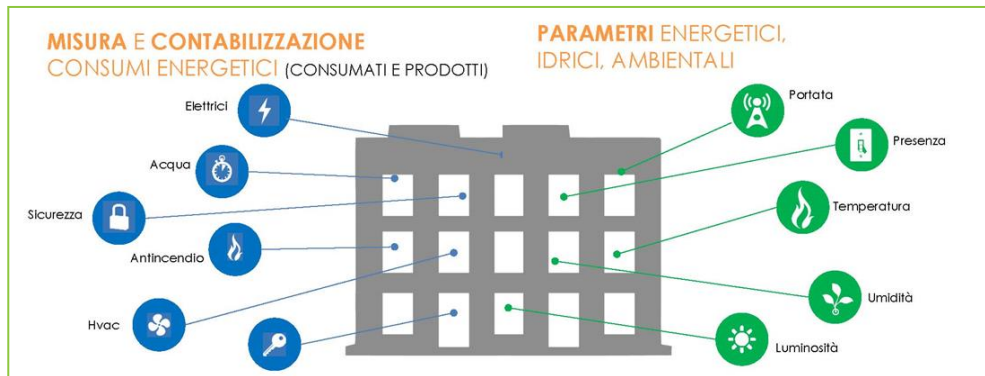 MISURA E CONTABILIZZAZIONE
CONSUMI ENERGETICI (CONSUMATI E PRODOTTI)
PARAMETRI ENERGETICI,
IDRICI, AMBIENTALI
Elettrici
Acqua
Sicurezza
Antincendio
Hvac
Portata
Presenza
Temperatura
Umidità
Luminosità